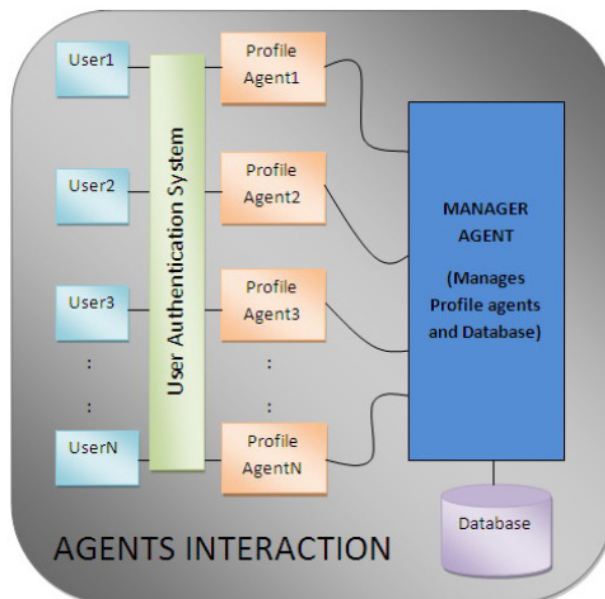 User1
Profile
Agent1
User2
Profile
Agent2
User3
Profile
Agent3
:
:
:
:
UserN
Profile
AgentN
User Authentication System
MANAGER
AGENT
(Manages
Profile agents
and Database)
Database
AGENTS INTERACTION